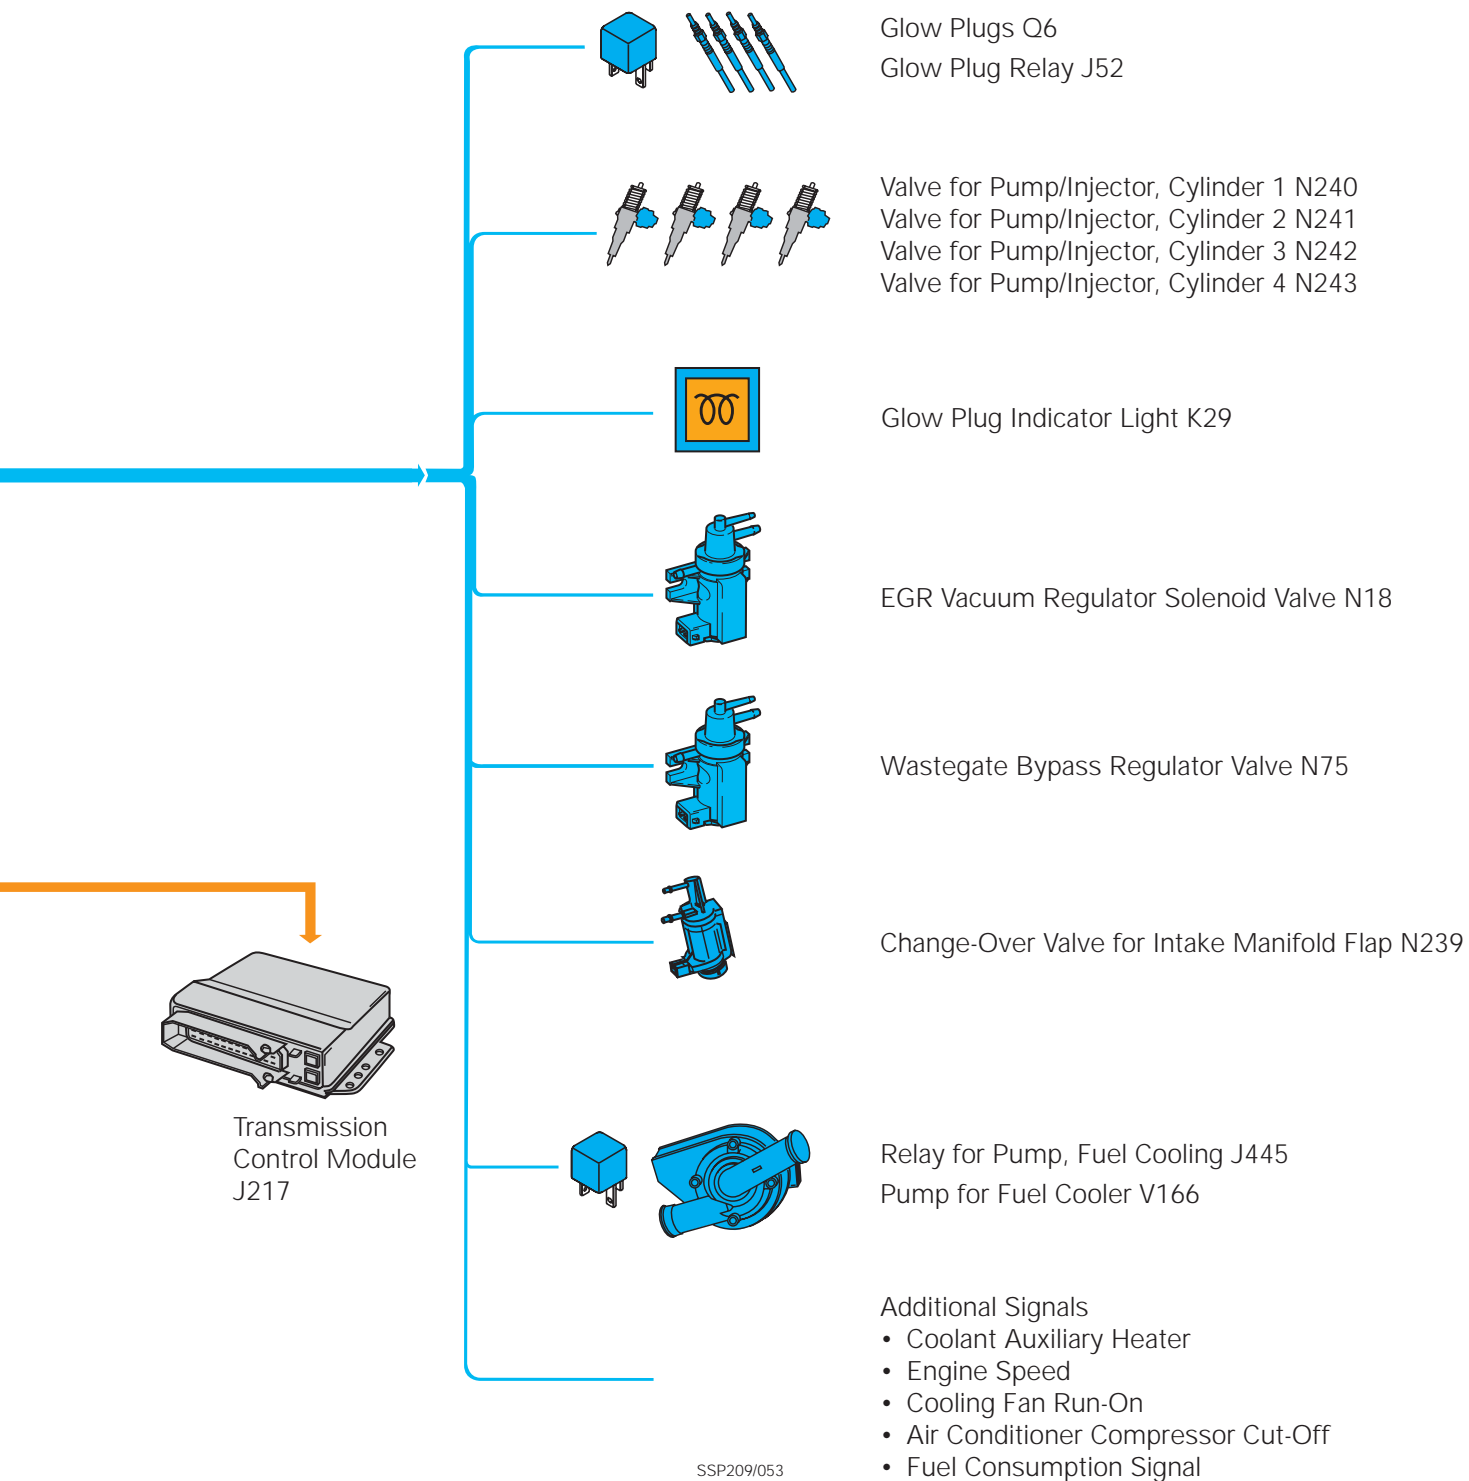 Glow Plugs Q6
Glow Plug Relay J52
Valve for Pump/Injector, Cylinder 1 N240
Valve for Pump/Injector, Cylinder 2 N241
Valve for Pump/Injector, Cylinder 3 N242
Valve for Pump/Injector, Cylinder 4 N243
Glow Plug Indicator Light K29
EGR Vacuum Regulator Solenoid Valve N18
Wastegate Bypass Regulator Valve N75
Change-Over Valve for Intake Manifold Flap N239
Transmission
Control Module
J217
Relay for Pump, Fuel Cooling J445
Pump for Fuel Cooler V166
Additional Signals
• Coolant Auxiliary Heater
• Engine Speed
• Cooling Fan Run-On
• Air Conditioner Compressor Cut-Off
• Fuel Consumption Signal
SSP209/053